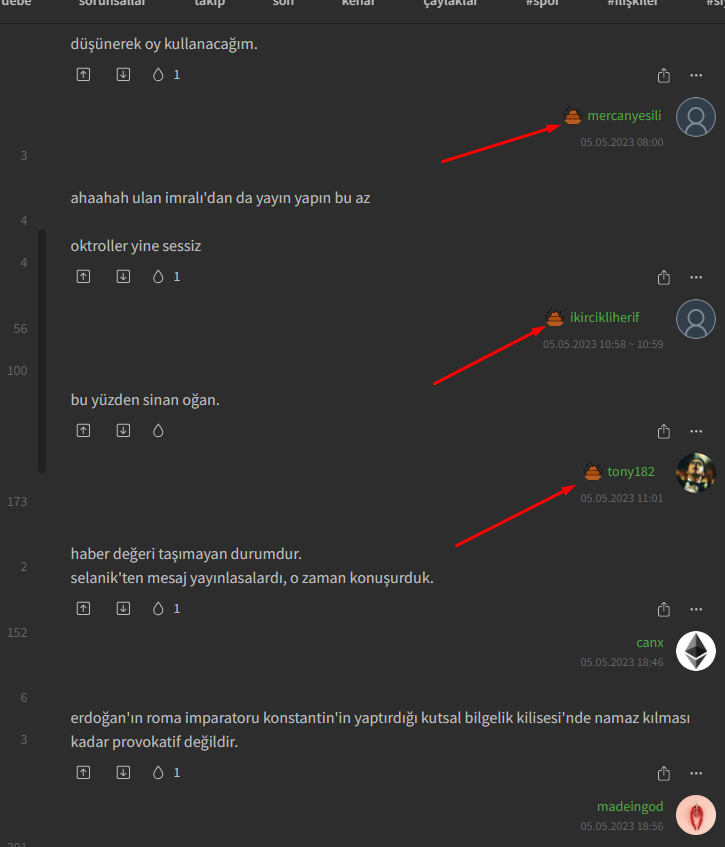 debe sorunsallar takip son kenar çaylaklar #spor #ilişkiler
düşünerek oy kullanacağım.
1
mercanyesili
05.05.2023 08:00
3
ahaahah ulan imralı'dan da yayın yapın bu az
4
oktroller yine sessiz
4
1
ikircikliherif
56
05.05.2023 10:58 ~ 10:59
100
bu yüzden sinan oğan.
tony182
05.05.2023 11:01
173
haber değeri taşımayan durumdur.
2
selanik'ten mesaj yayınlasalardı, o zaman konuşurduk.
1
152
canx
05.05.2023 18:46
6
erdoğan'ın roma imparatoru konstantin'in yaptırdığı kutsal bilgelik kilisesi'nde namaz kılması
3
kadar provokatif değildir.
1
madeingod
05.05.2023 18:56